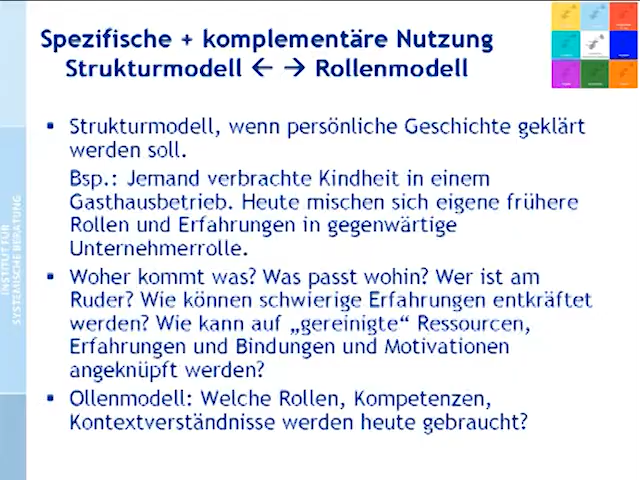 Spezifische + komplementäre Nutzung
Strukturmodell ← → Rollenmodell
▪ Strukturmodell, wenn persönliche Geschichte geklärt
werden soll.
Bsp.: Jemand verbrachte Kindheit in einem
Gasthausbetrieb. Heute mischen sich eigene frühere
Rollen und Erfahrungen in gegenwärtige
Unternehmerrolle.
▪ Woher kommt was? Was passt wohin? Wer ist am
Ruder? Wie können schwierige Erfahrungen entkräftet
werden? Wie kann auf „gereinigte“ Ressourcen,
Erfahrungen und Bindungen und Motivationen
angeknüpft werden?
▪ Ollenmodell: Welche Rollen, Kompetenzen,
Kontextverständnisse werden heute gebraucht?
INSTITUT FÜR
SYSTEMISCHE BERATUNG